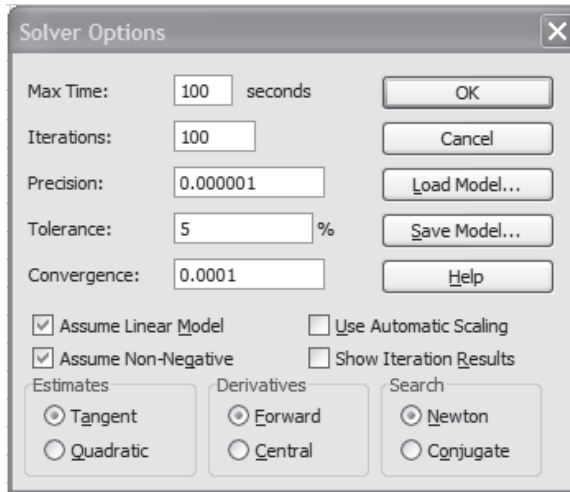 Solver Options
Max Time: 100 seconds OK
Iterations: 100 Cancel
Precision: 0.000001 Load Model...
Tolerance: 5 % Save Model...
Convergence: 0.0001 Help
Assume Linear Model Use Automatic Scaling
Assume Non-Negative Show Iteration Results
Estimates Derivatives Search
Tangent Forward Newton
Quadratic Central Conjugate